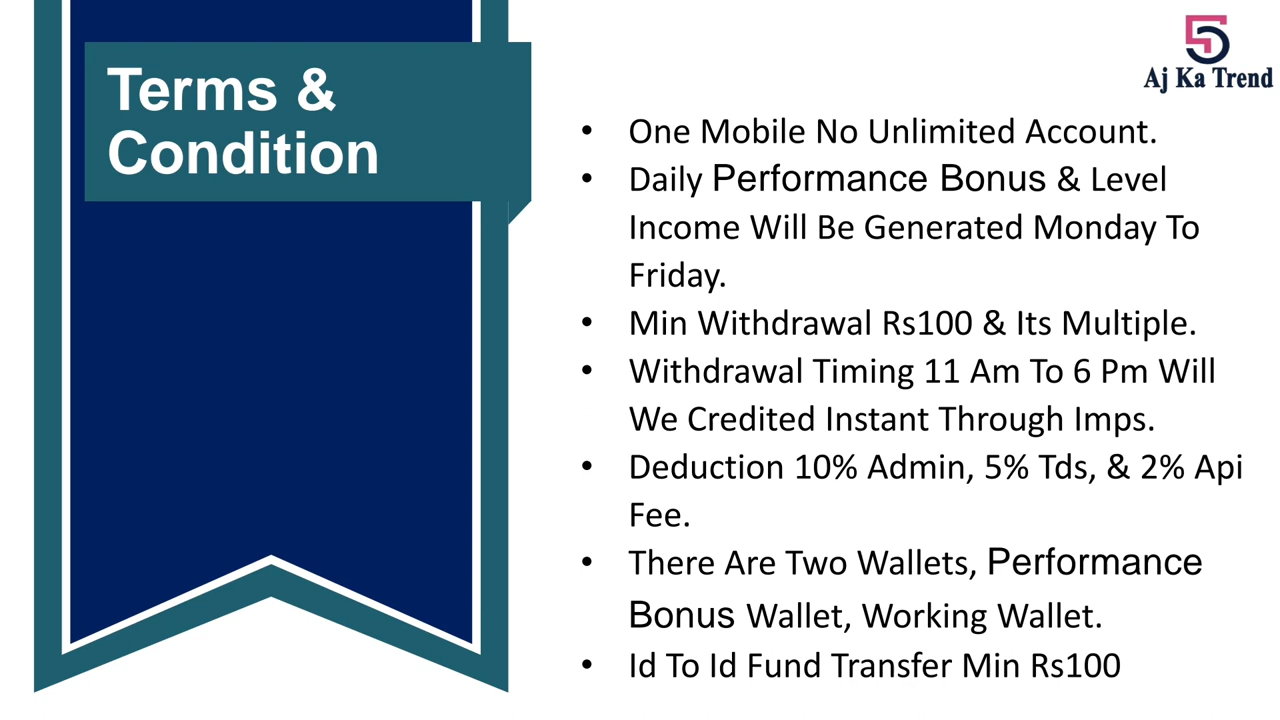 Aj Ka Trend
Terms &
Condition
• One Mobile No Unlimited Account.
• Daily Performance Bonus & Level
Income Will Be Generated Monday To
Friday.
• Min Withdrawal Rs100 & Its Multiple.
• Withdrawal Timing 11 Am To 6 Pm Will
We Credited Instant Through Imps.
• Deduction 10% Admin, 5% Tds, & 2% Api
Fee.
• There Are Two Wallets, Performance
Bonus Wallet, Working Wallet.
• Id To Id Fund Transfer Min Rs100